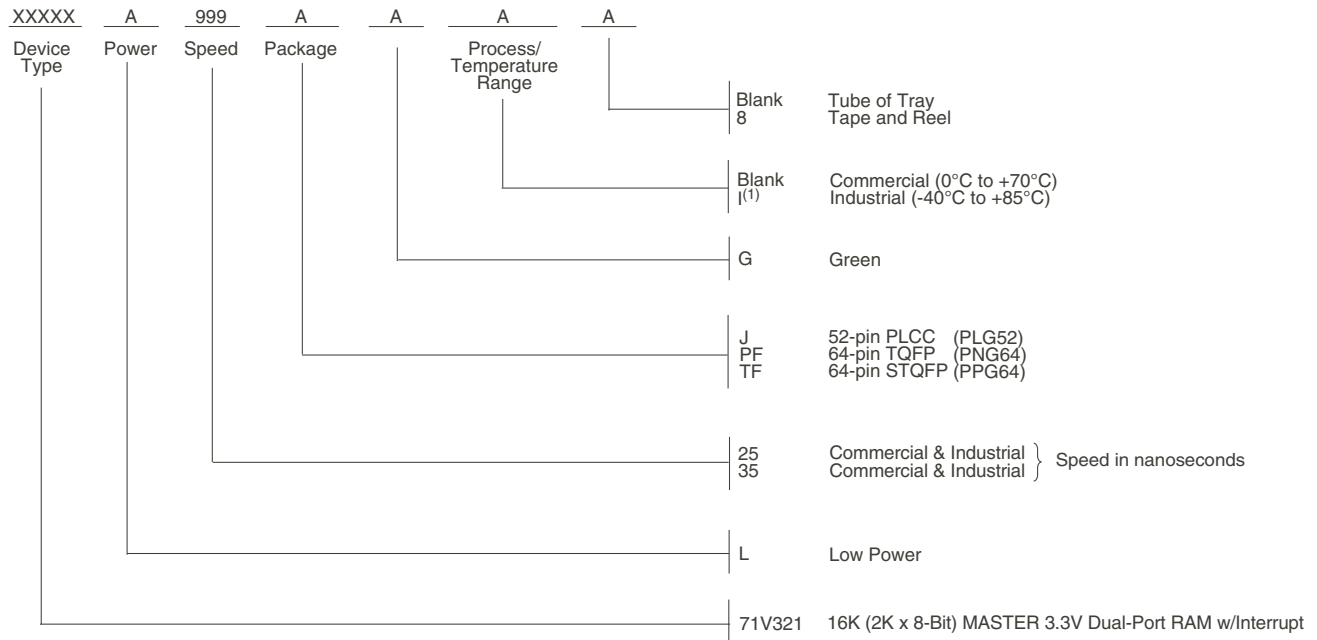 XXXXX A 999 A A A A
Device Type Power Speed Package Process/ Temperature Range
Blank Tube of Tray
8 Tape and Reel
Blank Commercial (0°C to +70°C)
I(1) Industrial (-40°C to +85°C)
G Green
J 52-pin PLCC (PLG52)
PF 64-pin TQFP (PNG64)
TF 64-pin STQFP (PPG64)
25 Commercial & Industrial
35 Commercial & Industrial
Speed in nanoseconds
L Low Power
71V321 16K (2K x 8-Bit) MASTER 3.3V Dual-Port RAM w/Interrupt